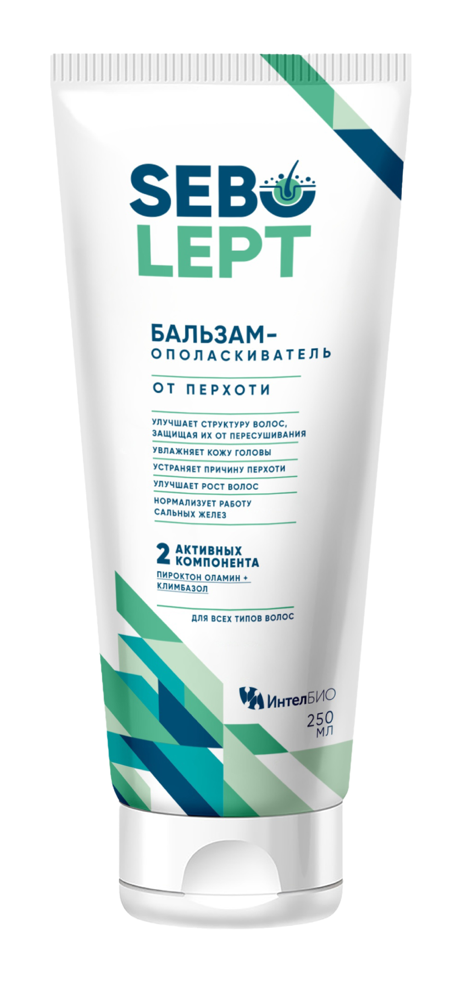 SEBO
LEPT
БАЛЬЗАМ-
ОПОЛАСКИВАТЕЛЬ
ОТ ПЕРХОТИ
УЛУЧШАЕТ СТРУКТУРУ ВОЛОС,
ЗАЩИЩАЯ ИХ ОТ ПЕРЕСУШИВАНИЯ
УВЛАЖНЯЕТ КОЖУ ГОЛОВЫ
УСТРАНЯЕТ ПРИЧИНУ ПЕРХОТИ
УЛУЧШАЕТ РОСТ ВОЛОС
НОРМАЛИЗУЕТ РАБОТУ
САЛЬНЫХ ЖЕЛЕЗ
2 АКТИВНЫХ
КОМПОНЕНТА
ПИРОКТОН ОЛАМИН +
КЛИМБАЗОЛ
ДЛЯ ВСЕХ ТИПОВ ВОЛОС
ИнтелБИО
250
МЛ